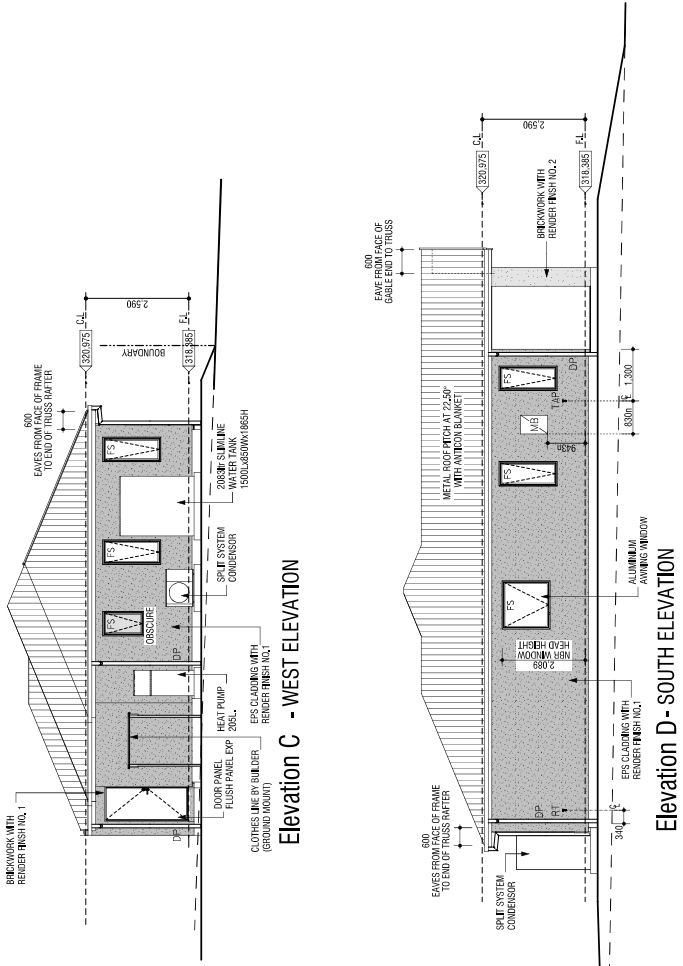 BRICKWORK WITH
RENDER FINSH NO. 1
600
EAVES FROM FACE OF FRAME
TO END OF TRUSS RAFTER
C.L
320,975
2,590
F.L
318,385
BOUNDARY
FS
FS
FS
OBSCURE
DP
DP
DOOR PANEL
FLUSH PANEL EXP
CLOTHES LINE BY BUILDER
(GROUND MOUNT)
HEAT PUMP
205L.
EPS CLADDING WITH
RENDER FINISH NO.1
SPLIT SYSTEM
CONDENSOR
2083ltr SLIMLINE
WATER TANK
1500Lx850Wx1865H
Elevation C - WEST ELEVATION
600
EAVES FROM FACE OF FRAME
TO END OF TRUSS RAFTER
METAL ROOF PITCH AT 22.50°
WITH ANTICON BLANKET
600
EAVE FROM FACE OF
GABLE END TO TRUSS
C.L
320,975
2,590
F.L
318,385
BRICKWORK WITH
RENDER FINSH NO. 2
SPLIT SYSTEM
CONDENSOR
DP
RT
340
℄
2,089
NBR WINDOW
HEAD HEIGHT
FS
FS
FS
MB
943n
TAP
DP
830n
℄
1,300
EPS CLADDING WITH
RENDER FINISH NO.1
ALUMINIUM
AWNING WINDOW
Elevation D - SOUTH ELEVATION